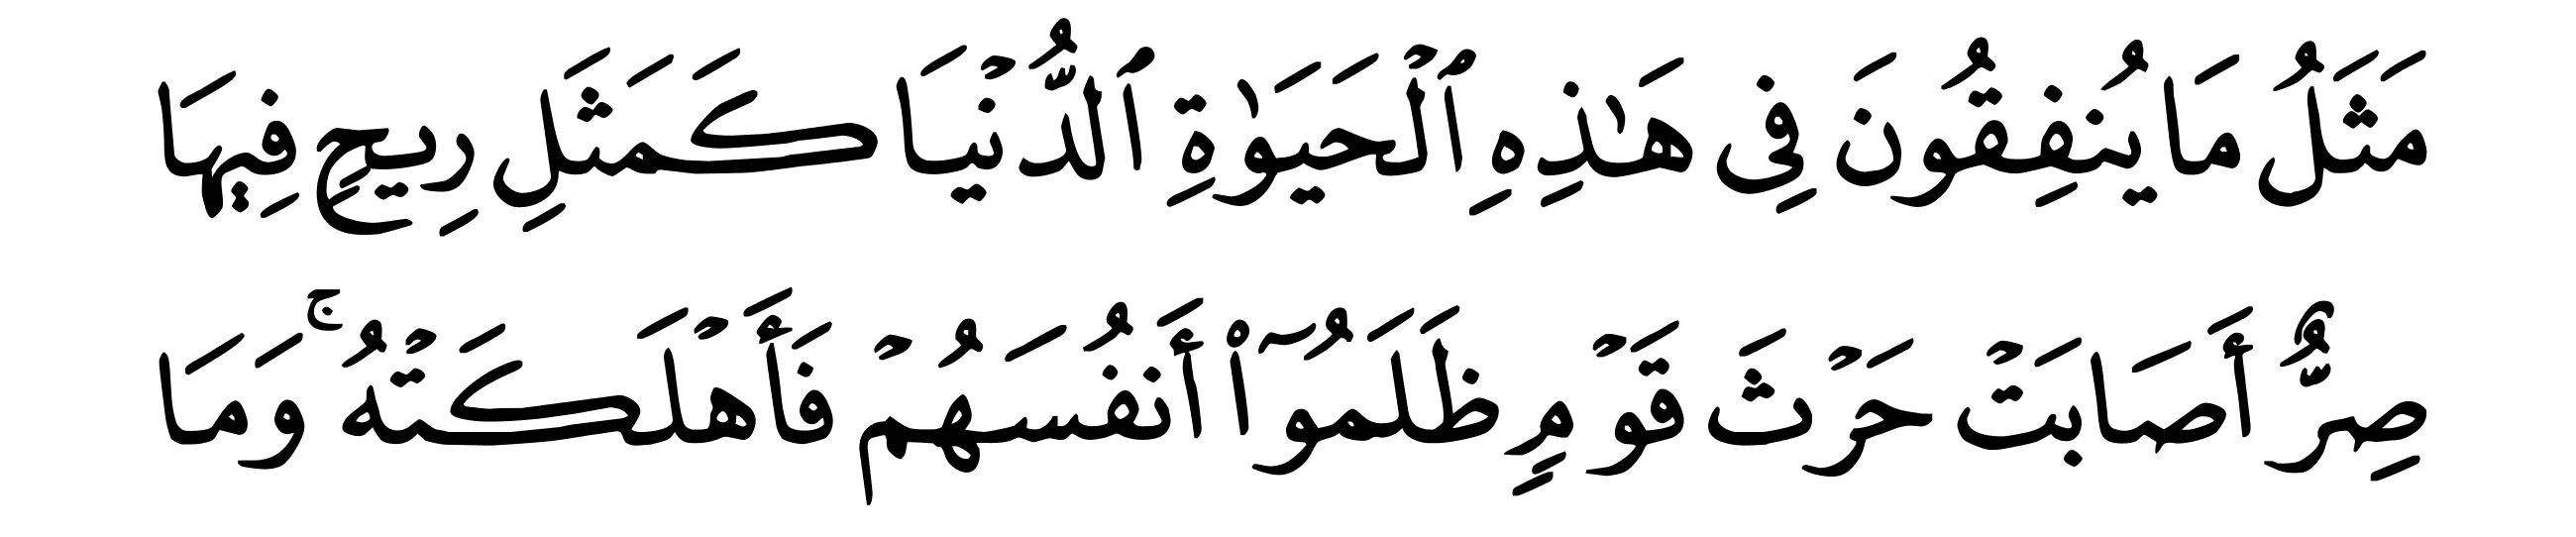 مَثَلُ مَا يُنفِقُونَ فِى هَٰذِهِ ٱلْحَيَوٰةِ ٱلدُّنْيَا كَمَثَلِ رِيحٍ فِيهَا
صِرٌّ أَصَابَتْ حَرْثَ قَوْمٍ ظَلَمُوٓا۟ أَنفُسَهُمْ فَأَهْلَكَتْهُ ۚ وَمَا